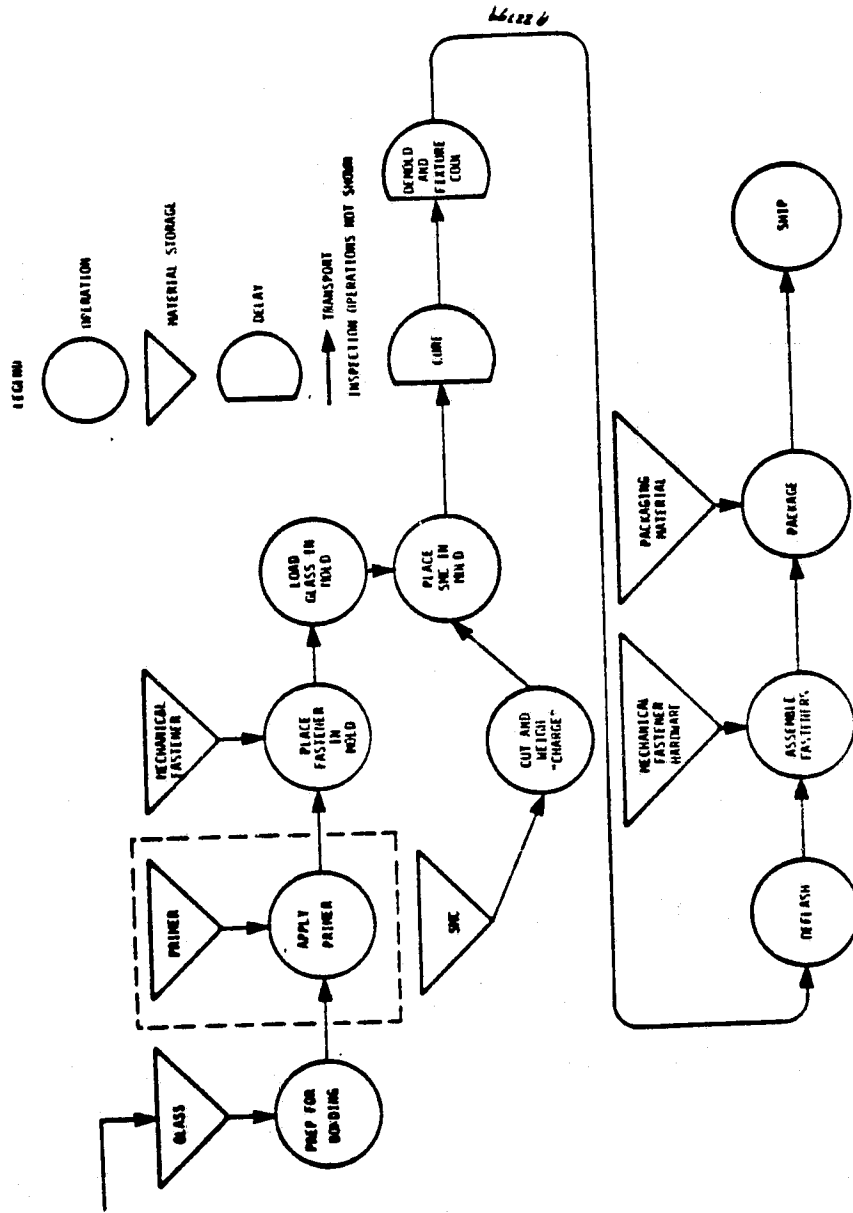 LEGEND
OPERATION
MATERIAL STORAGE
DELAY
TRANSPORT
INSPECTION OPERATIONS NOT SHOWN
GLASS
PREP FOR
BONDING
PRIMER
APPLY
PRIMER
MECHANICAL
FASTENER
PLACE
FASTENER
IN
MOLD
LOAD
GLASS IN
MOLD
SMC
CUT AND
WEIGH
"CHARGE"
PLACE
SMC IN
MOLD
CURE
DEMOLD
AND
FIXTURE
COOL
DEFLASH
MECHANICAL
FASTENER
HARDWARE
ASSEMBLE
FASTENERS
PACKAGING
MATERIAL
PACKAGE
SHIP